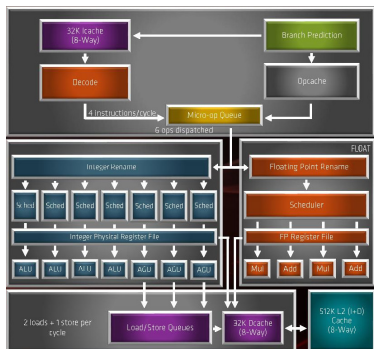 32K Icache
(8-Way)
Branch Prediction
Decode
Opcache
4 instructions/cycle
Micro-op Queue
6 ops dispatched
FLOAT
Integer Rename
Floating Point Rename
Sched
Sched
Sched
Sched
Sched
Sched
Sched
Scheduler
Integer Physical Register File
FP Register File
ALU
ALU
ALU
ALU
AGU
AGU
AGU
Mul
Add
Mul
Add
2 loads + 1 store per
cycle
Load/Store Queues
32K Dcache
(8-Way)
512K L2 (I+D)
Cache
(8-Way)